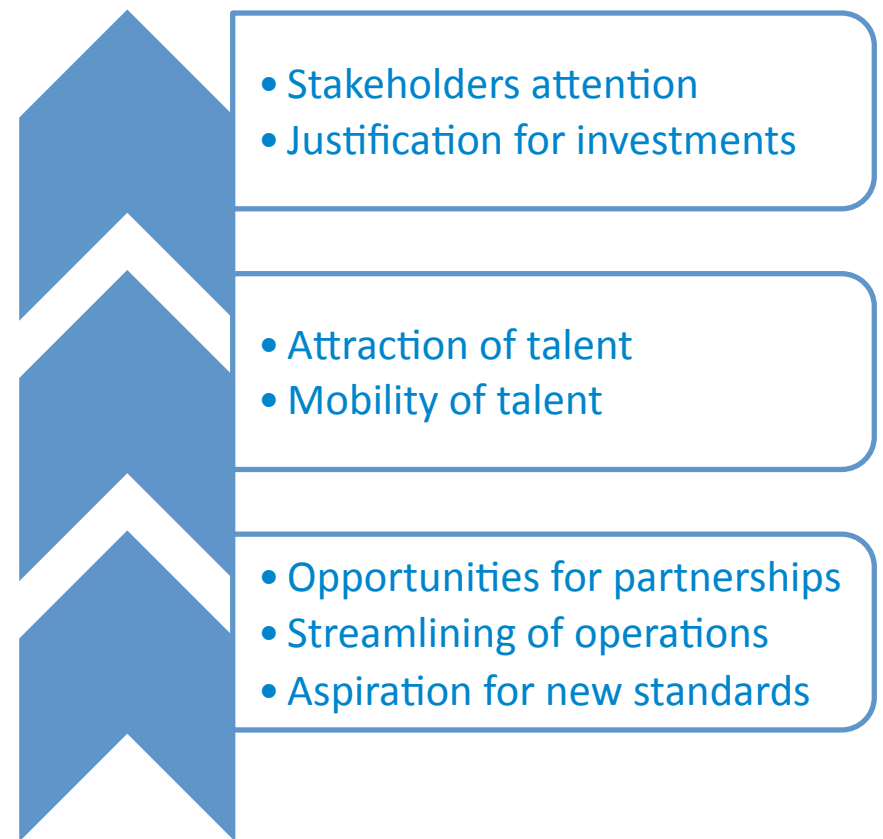 • Stakeholders attention
• Justification for investments
• Attraction of talent
• Mobility of talent
• Opportunities for partnerships
• Streamlining of operations
• Aspiration for new standards